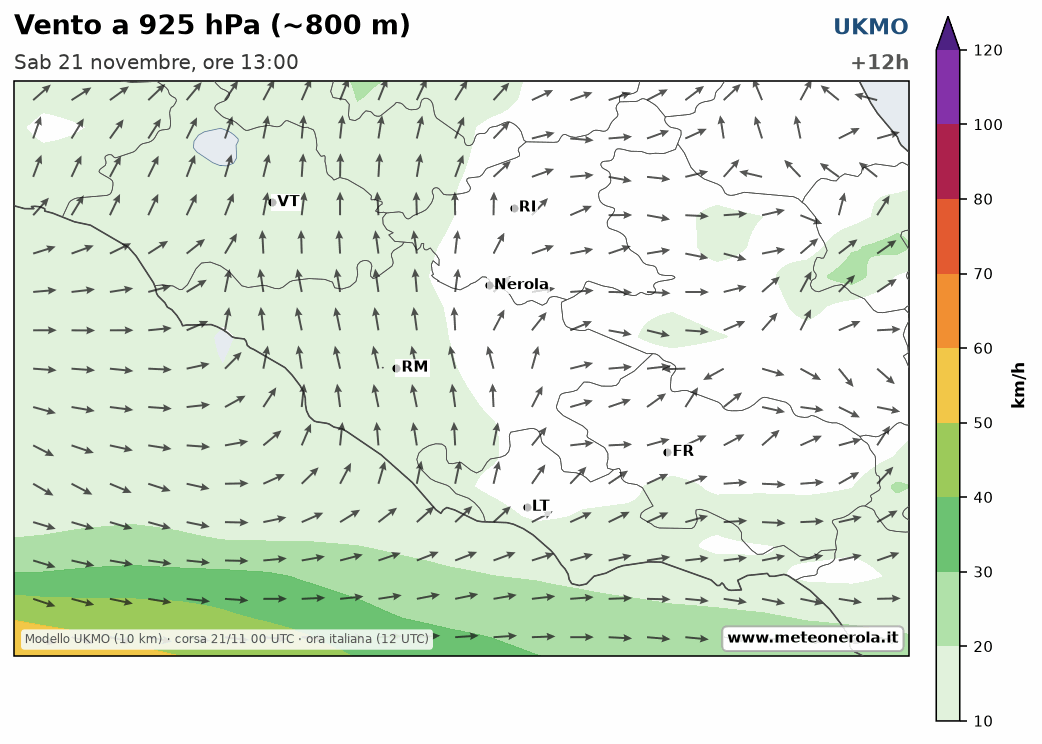 Vento a 925 hPa (~800 m)
UKMO
Sab 21 novembre, ore 13:00
+12h
VT
RI
Nerola
RM
FR
LT
Modello UKMO (10 km) · corsa 21/11 00 UTC · ora italiana (12 UTC)
www.meteonerola.it
120
100
80
70
60
50
40
30
20
10
km/h